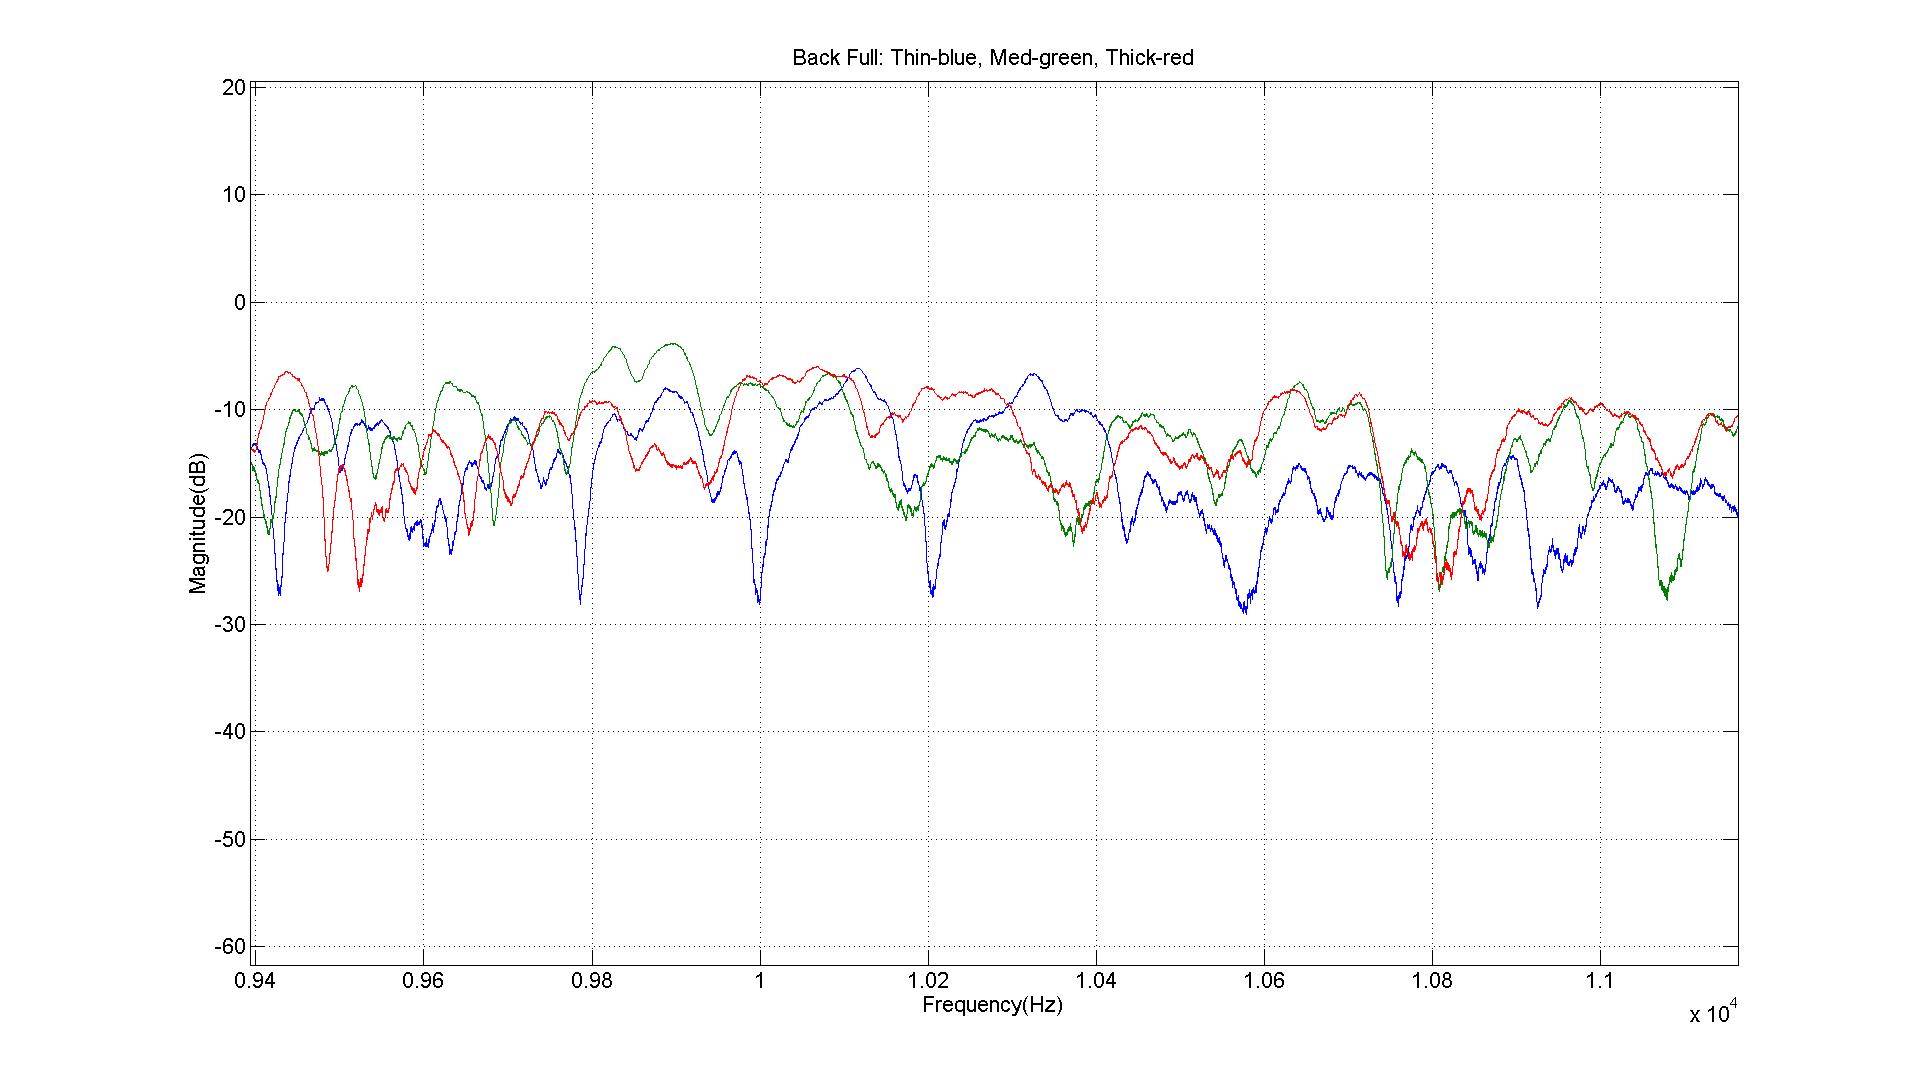 Back Full: Thin-blue, Med-green, Thick-red
20
10
0
-10
-20
-30
-40
-50
-60
Magnitude(dB)
0.94 0.96 0.98 1 1.02 1.04 1.06 1.08 1.1
Frequency(Hz)
x 10^4